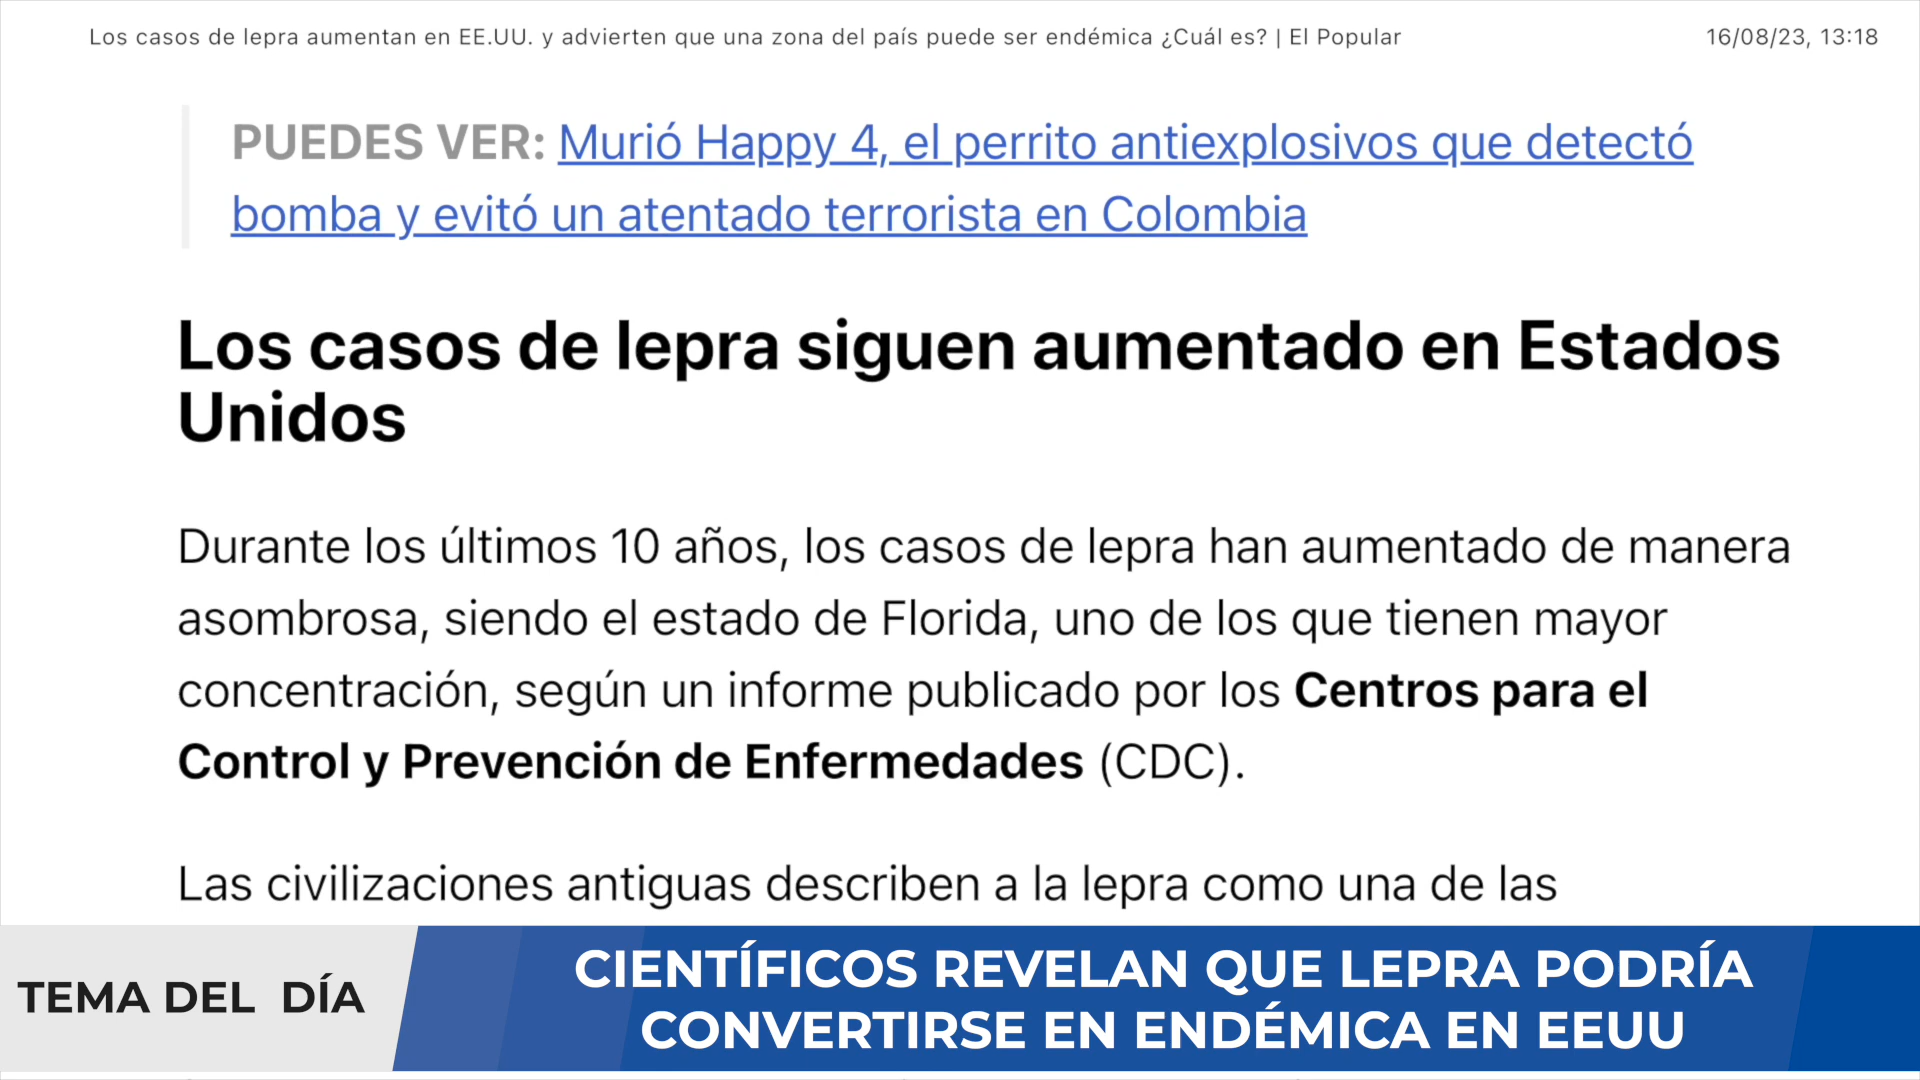 Los casos de lepra aumentan en EE.UU. y advierten que una zona del país puede ser endémica ¿Cuál es? | El Popular
16/08/23, 13:18
PUEDES VER: Murió Happy 4, el perrito antiexplosivos que detectó
bomba y evitó un atentado terrorista en Colombia
Los casos de lepra siguen aumentado en Estados
Unidos
Durante los últimos 10 años, los casos de lepra han aumentado de manera
asombrosa, siendo el estado de Florida, uno de los que tienen mayor
concentración, según un informe publicado por los Centros para el
Control y Prevención de Enfermedades (CDC).
Las civilizaciones antiguas describen a la lepra como una de las
TEMA DEL DÍA
CIENTÍFICOS REVELAN QUE LEPRA PODRÍA
CONVERTIRSE EN ENDÉMICA EN EEUU